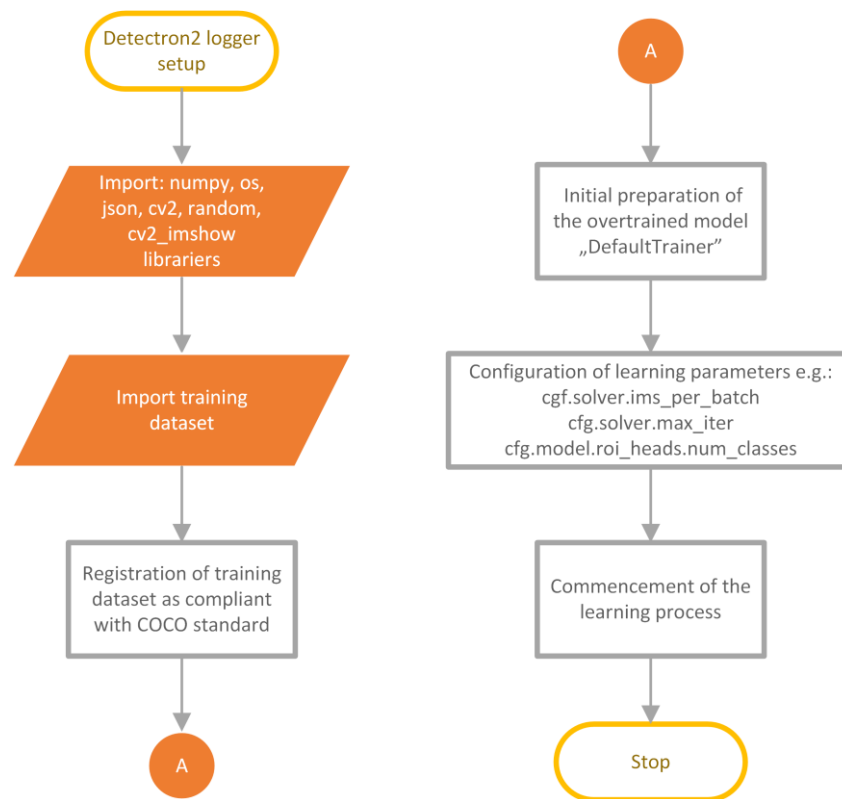 Detectron2 logger
setup
Import: numpy, os,
json, cv2, random,
cv2_imshow
librariers
Import training
dataset
Registration of training
dataset as compliant
with COCO standard
A
A
Initial preparation of
the overtrained model
„DefaultTrainer”
Configuration of learning parameters e.g.:
cgf.solver.ims_per_batch
cfg.solver.max_iter
cfg.model.roi_heads.num_classes
Commencement of the
learning process
Stop